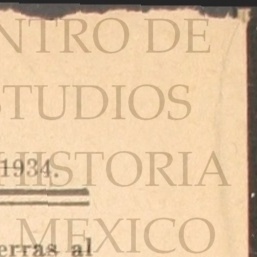 NTRO DE
STUDIOS
1934.
HISTORIA
MEXICO
erras al